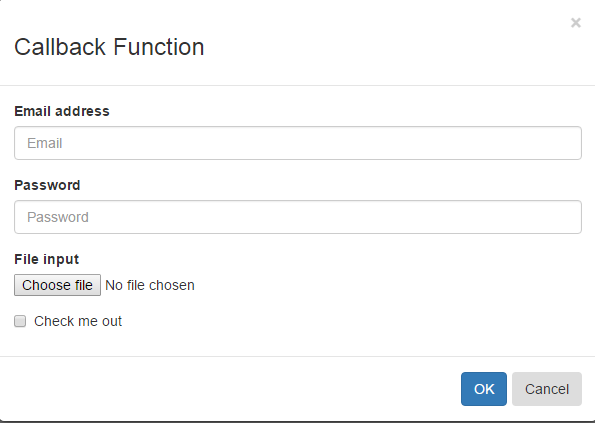 ×
Callback Function
Email address
Email
Password
Password
File input
Choose file No file chosen
Check me out
OK Cancel